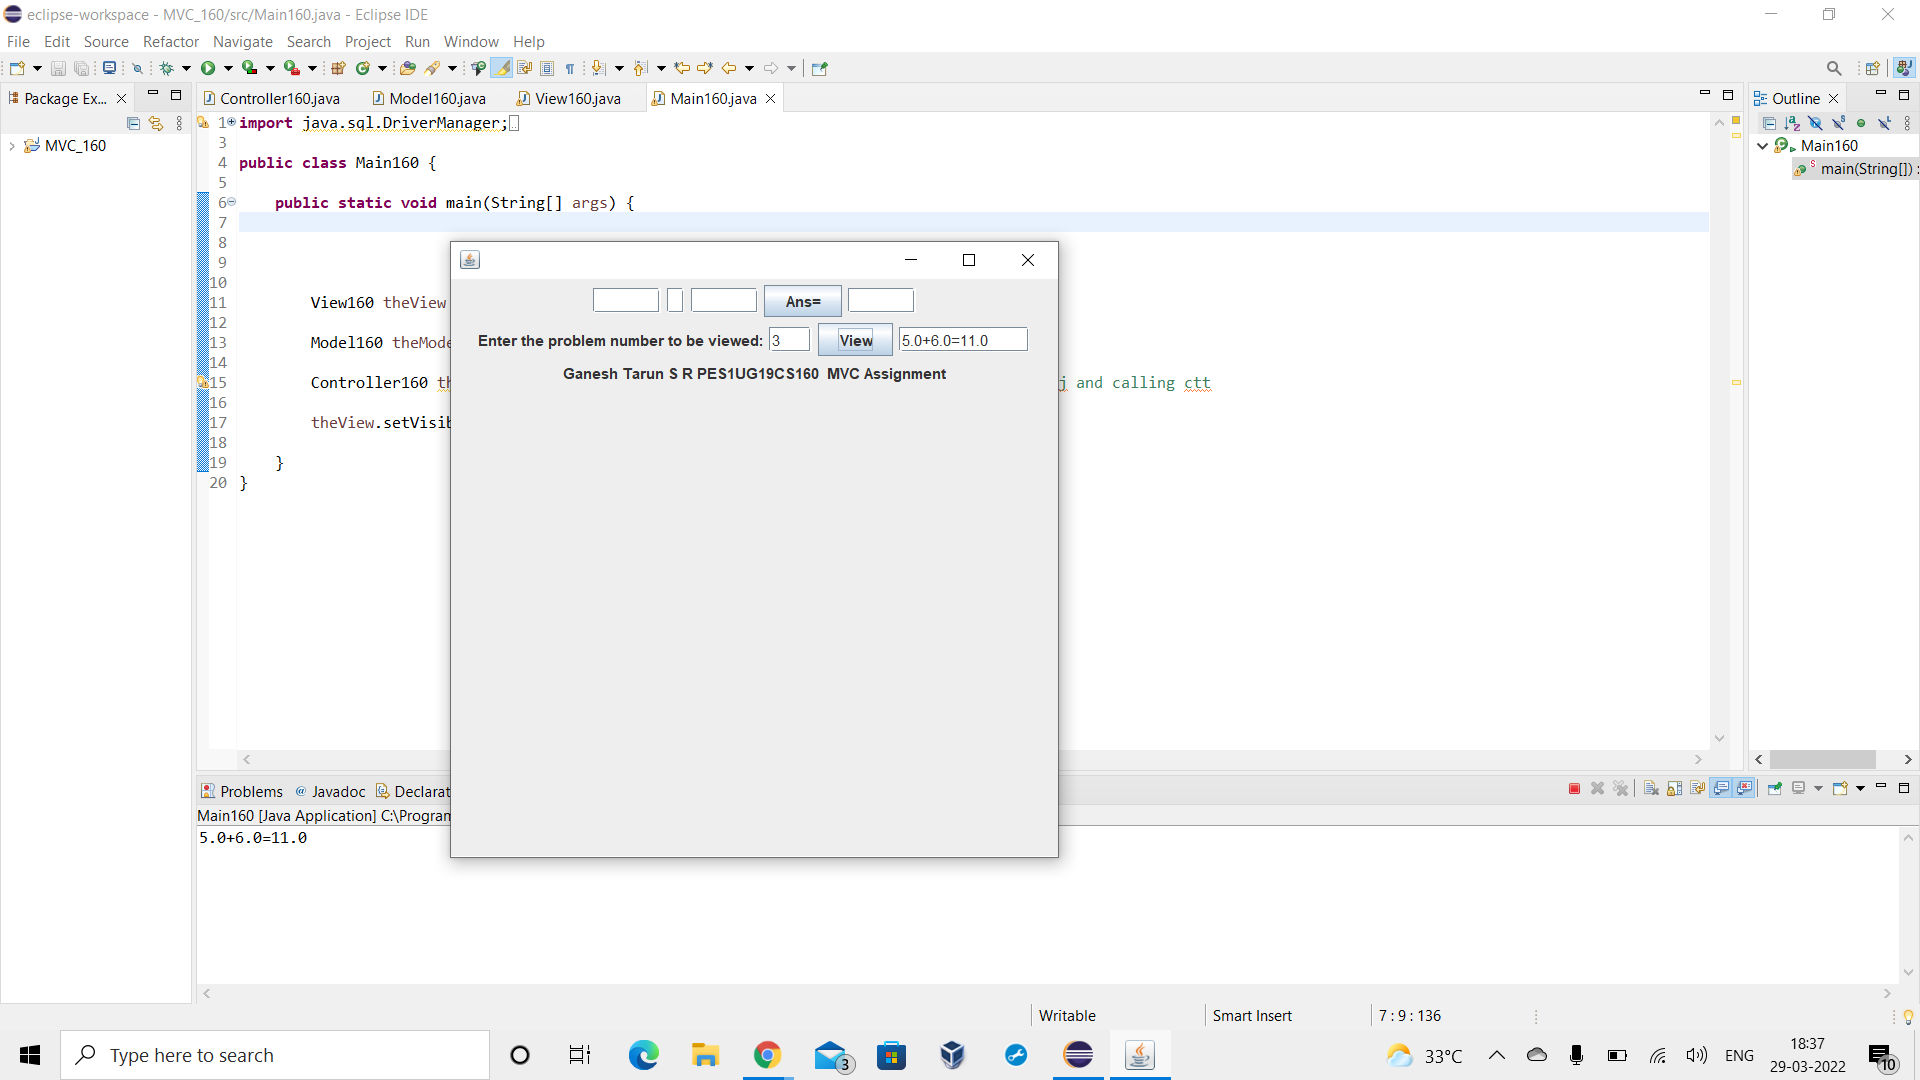 eclipse-workspace - MVC_160/src/Main160.java - Eclipse IDE
File Edit Source Refactor Navigate Search Project Run Window Help
Package Ex...
Controller160.java Model160.java View160.java Main160.java
Outline
MVC_160
Main160
main(String[]) :
1 import java.sql.DriverManager;
3
4 public class Main160 {
5
6 public static void main(String[] args) {
7
8
9
10
11 View160 theView
12
13 Model160 theMode
14
15 Controller160 th j and calling ctt
16
17 theView.setVisib
18
19 }
20 }
Ans=
Enter the problem number to be viewed: 3 View 5.0+6.0=11.0
Ganesh Tarun S R PES1UG19CS160 MVC Assignment
Problems @ Javadoc Declarat
Main160 [Java Application] C:\Program
5.0+6.0=11.0
Writable Smart Insert 7 : 9 : 136
Type here to search
3
33°C
ENG
18:37
29-03-2022
10